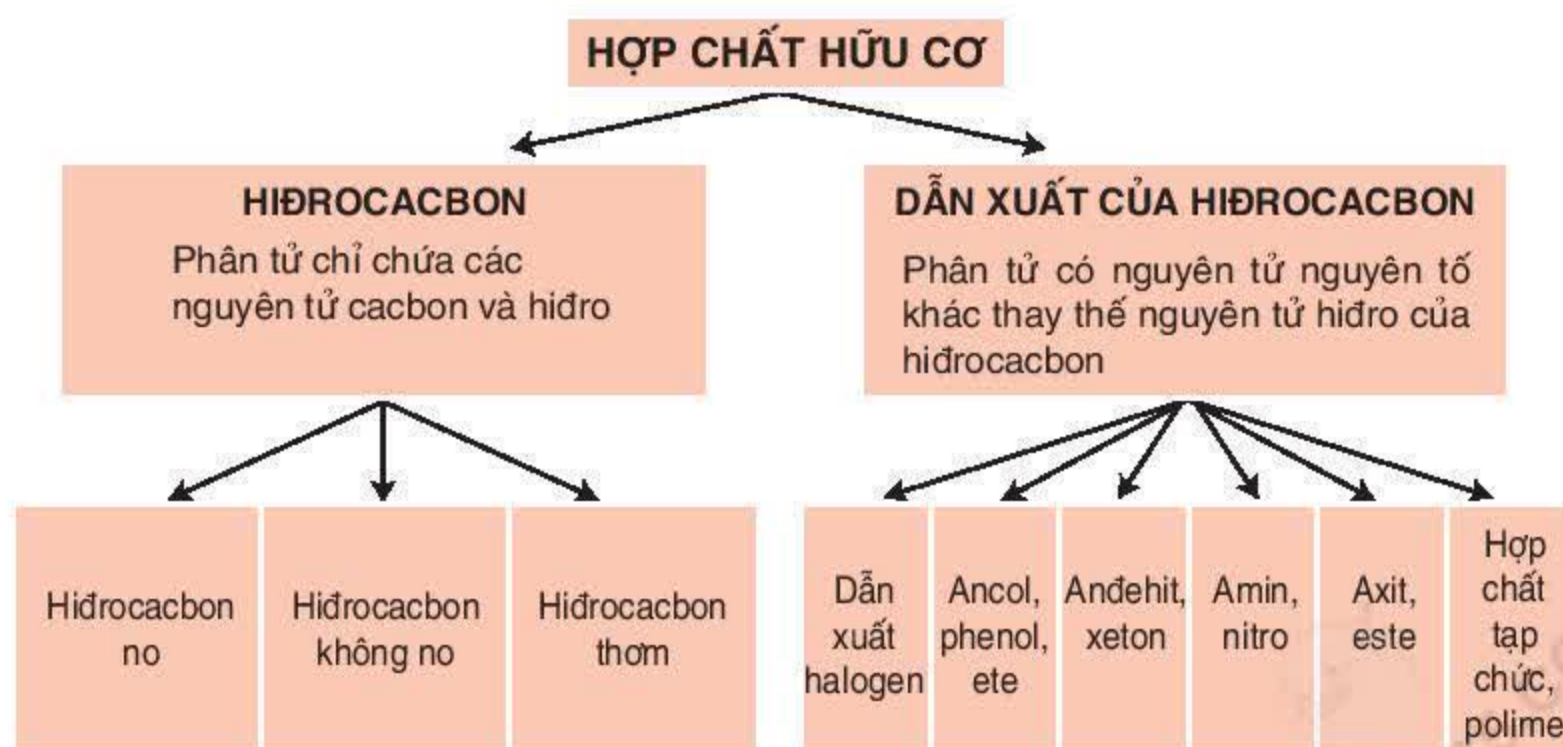 HỢP CHẤT HỮU CƠ
HIĐROCACBON
Phân tử chỉ chứa các
nguyên tử cacbon và hiđro
DẪN XUẤT CỦA HIĐROCACBON
Phân tử có nguyên tử nguyên tố
khác thay thế nguyên tử hiđro của
hiđrocacbon
Hiđrocacbon
no
Hiđrocacbon
không no
Hiđrocacbon
thơm
Dẫn
xuất
halogen
Ancol,
phenol,
ete
Anđehit,
xeton
Amin,
nitro
Axit,
este
Hợp
chất
tạp
chức,
polime